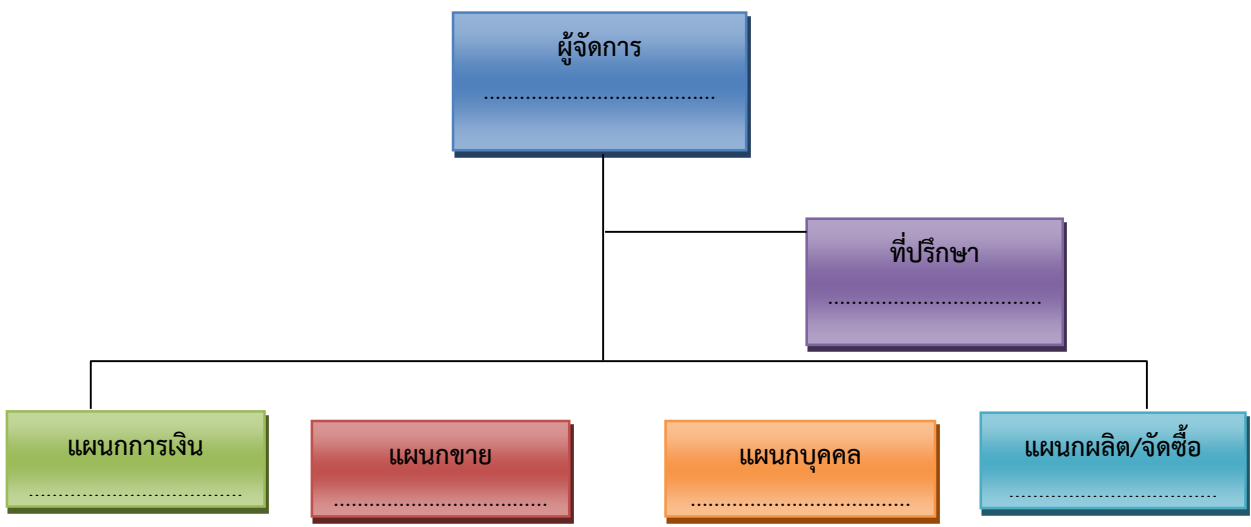 ผู้จัดการ
.......................................
ที่ปรึกษา
....................................
แผนกการเงิน
....................................
แผนกขาย
....................................
แผนกบุคคล
.....................................
แผนกผลิต/จัดซื้อ
...................................